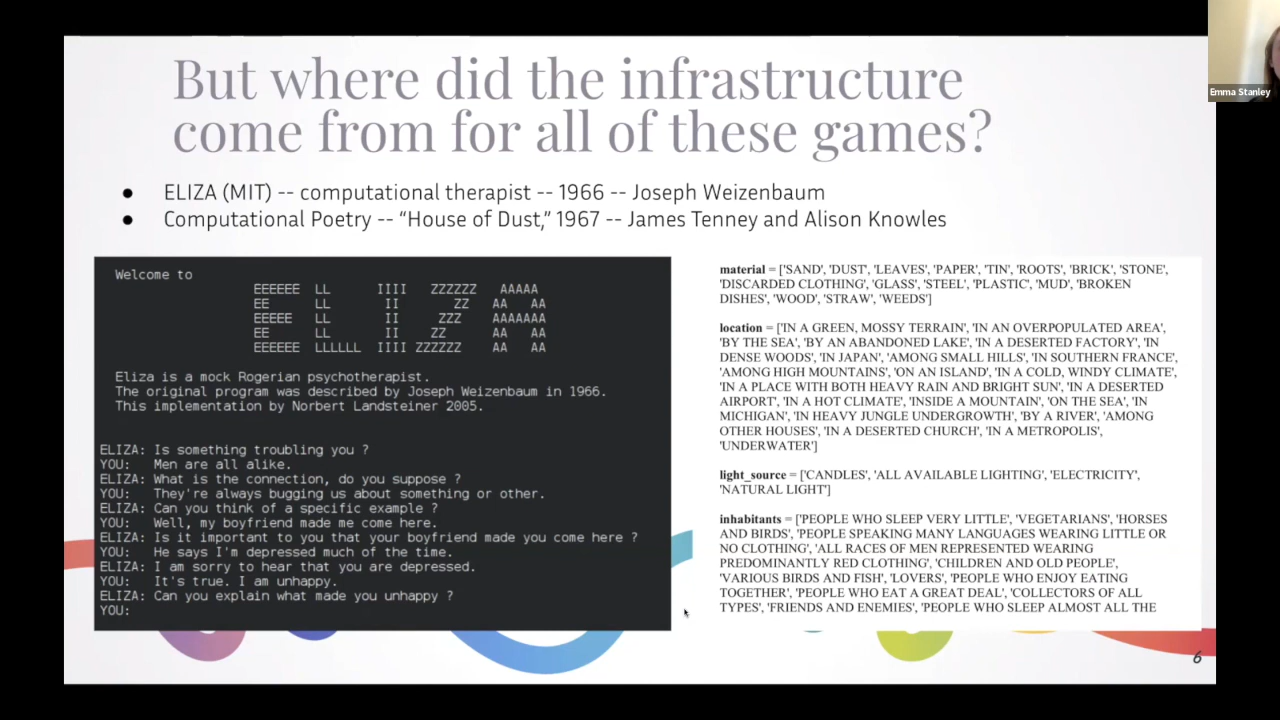 But where did the infrastructure
come from for all of these games?
Emma Stanley
● ELIZA (MIT) -- computational therapist -- 1966 -- Joseph Weizenbaum
● Computational Poetry -- “House of Dust,” 1967 -- James Tenney and Alison Knowles
Welcome to
EEEEEE LL IIII ZZZZZZ AAAAA
EE LL II ZZ AA AA
EEEEE LL II ZZZ AAAAAAA
EE LL II ZZ AA AA
EEEEEE LLLLLL IIII ZZZZZZ AA AA
Eliza is a mock Rogerian psychotherapist.
The original program was described by Joseph Weizenbaum in 1966.
This implementation by Norbert Landsteiner 2005.
ELIZA: Is something troubling you ?
YOU: Men are all alike.
ELIZA: What is the connection, do you suppose ?
YOU: They're always bugging us about something or other.
ELIZA: Can you think of a specific example ?
YOU: Well, my boyfriend made me come here.
ELIZA: Is it important to you that your boyfriend made you come here ?
YOU: He says I'm depressed much of the time.
ELIZA: I am sorry to hear that you are depressed.
YOU: It's true. I am unhappy.
ELIZA: Can you explain what made you unhappy ?
YOU:
material = ['SAND', 'DUST', 'LEAVES', 'PAPER', 'TIN', 'ROOTS', 'BRICK', 'STONE',
'DISCARDED CLOTHING', 'GLASS', 'STEEL', 'PLASTIC', 'MUD', 'BROKEN
DISHES', 'WOOD', 'STRAW', 'WEEDS']
location = ['IN A GREEN, MOSSY TERRAIN', 'IN AN OVERPOPULATED AREA',
'BY THE SEA', 'BY AN ABANDONED LAKE', 'IN A DESERTED FACTORY', 'IN
DENSE WOODS', 'IN JAPAN', 'AMONG SMALL HILLS', 'IN SOUTHERN FRANCE',
'AMONG HIGH MOUNTAINS', 'ON AN ISLAND', 'IN A COLD, WINDY CLIMATE',
'IN A PLACE WITH BOTH HEAVY RAIN AND BRIGHT SUN', 'IN A DESERTED
AIRPORT', 'IN A HOT CLIMATE', 'INSIDE A MOUNTAIN', 'ON THE SEA', 'IN
MICHIGAN', 'IN HEAVY JUNGLE UNDERGROWTH', 'BY A RIVER', 'AMONG
OTHER HOUSES', 'IN A DESERTED CHURCH', 'IN A METROPOLIS',
'UNDERWATER']
light_source = ['CANDLES', 'ALL AVAILABLE LIGHTING', 'ELECTRICITY',
'NATURAL LIGHT']
inhabitants = ['PEOPLE WHO SLEEP VERY LITTLE', 'VEGETARIANS', 'HORSES
AND BIRDS', 'PEOPLE SPEAKING MANY LANGUAGES WEARING LITTLE OR
NO CLOTHING', 'ALL RACES OF MEN REPRESENTED WEARING
PREDOMINANTLY RED CLOTHING', 'CHILDREN AND OLD PEOPLE',
'VARIOUS BIRDS AND FISH', 'LOVERS', 'PEOPLE WHO ENJOY EATING
TOGETHER', 'PEOPLE WHO EAT A GREAT DEAL', 'COLLECTORS OF ALL
TYPES', 'FRIENDS AND ENEMIES', 'PEOPLE WHO SLEEP ALMOST ALL THE
6